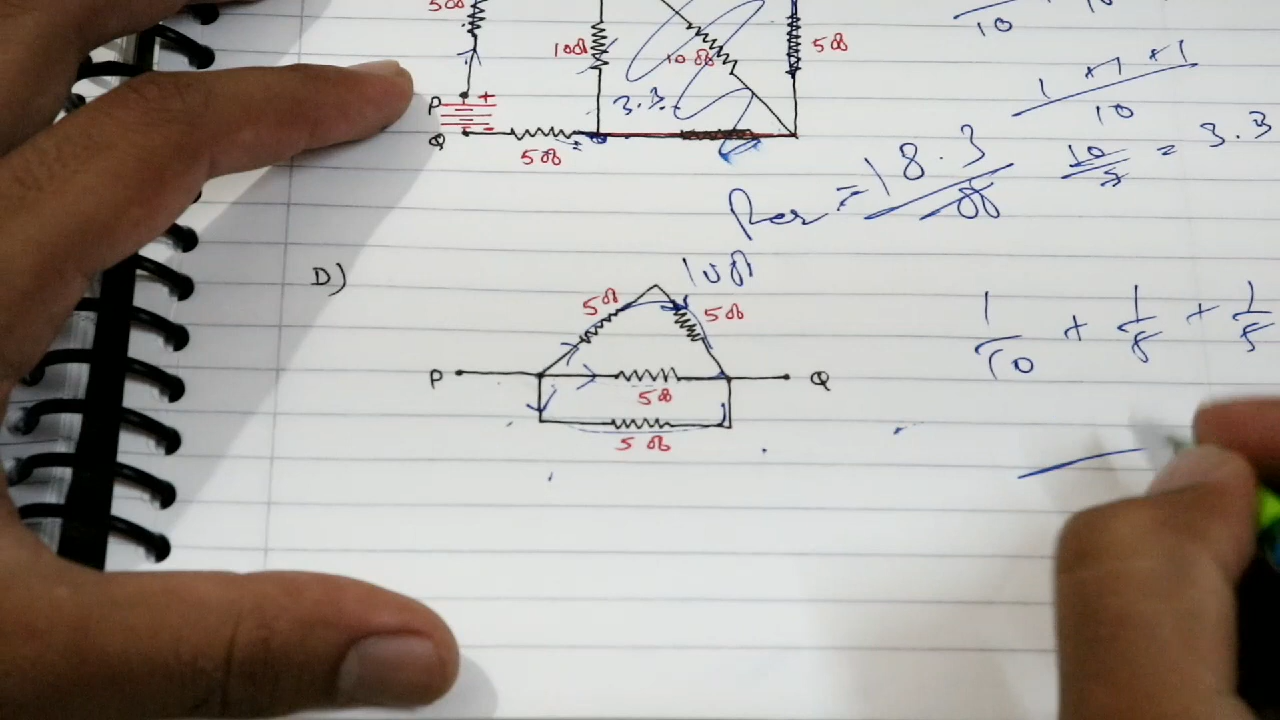 50Ω
10
10Ω
10Ω
5Ω
1 + 1 + 1
10
P +
3.3
Q -
5Ω
Req = 18.3 Ω
10/3 = 3.3
D)
10Ω
5Ω 5Ω
1/10 + 1/5 + 1/5
P Q
5Ω
5Ω